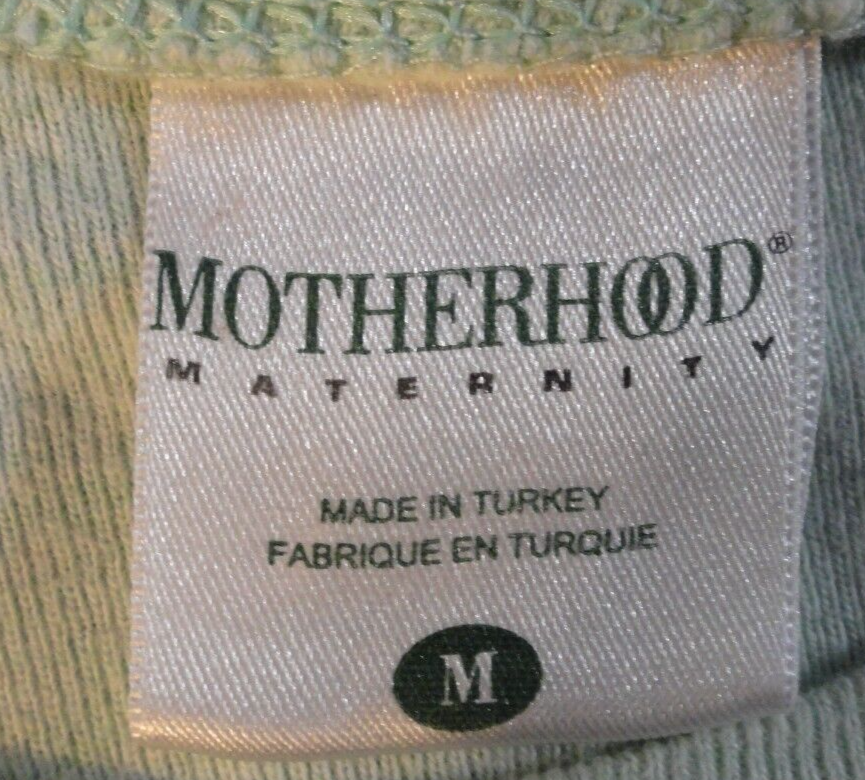 MOTHERHOOD®
MATERNITY
MADE IN TURKEY
FABRIQUE EN TURQUIE
M